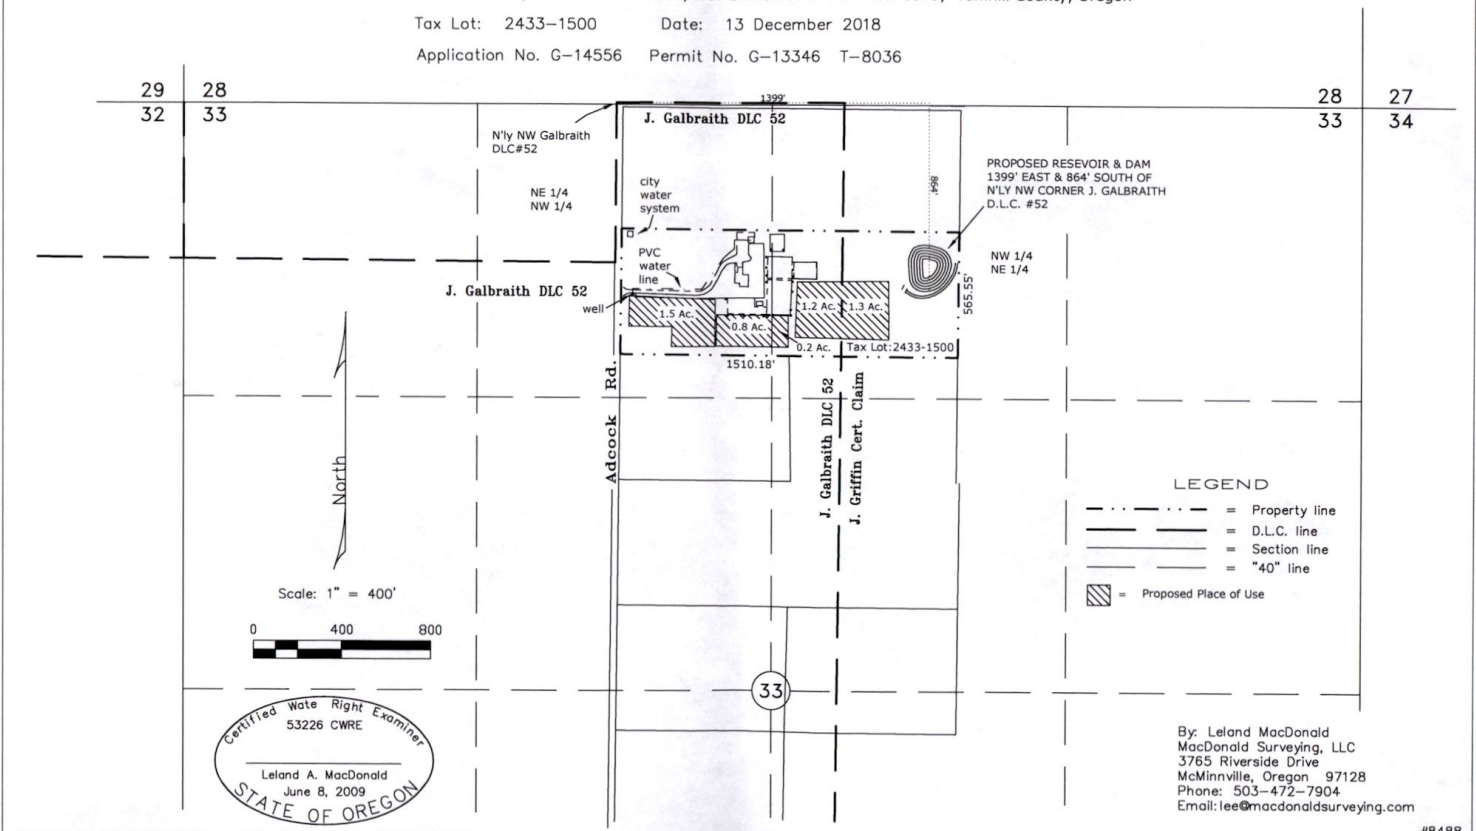 Tax Lot: 2433-1500 Date: 13 December 2018
Application No. G-14556 Permit No. G-13346 T-8036
29 28
32 33
28 27
33 34
1399'
J. Galbraith DLC 52
N'ly NW Galbraith
DLC#52
NE 1/4
NW 1/4
city
water
system
864'
PROPOSED RESEVOIR & DAM
1399' EAST & 864' SOUTH OF
N'LY NW CORNER J. GALBRAITH
D.L.C. #52
NW 1/4
NE 1/4
PVC
water
line
J. Galbraith DLC 52
well
1.5 Ac.
0.8 Ac.
1.2 Ac.
1.3 Ac.
0.2 Ac.
Tax Lot:2433-1500
565.55'
1510.18'
Adcock Rd.
J. Galbraith DLC 52
J. Griffin Cert. Claim
North
Scale: 1" = 400'
0 400 800
LEGEND
= Property line
= D.L.C. line
= Section line
= "40" line
= Proposed Place of Use
33
Certified Wate Right Examiner
53226 CWRE
Leland A. MacDonald
June 8, 2009
STATE OF OREGON
By: Leland MacDonald
MacDonald Surveying, LLC
3765 Riverside Drive
McMinnville, Oregon 97128
Phone: 503-472-7904
Email:lee@macdonaldsurveying.com